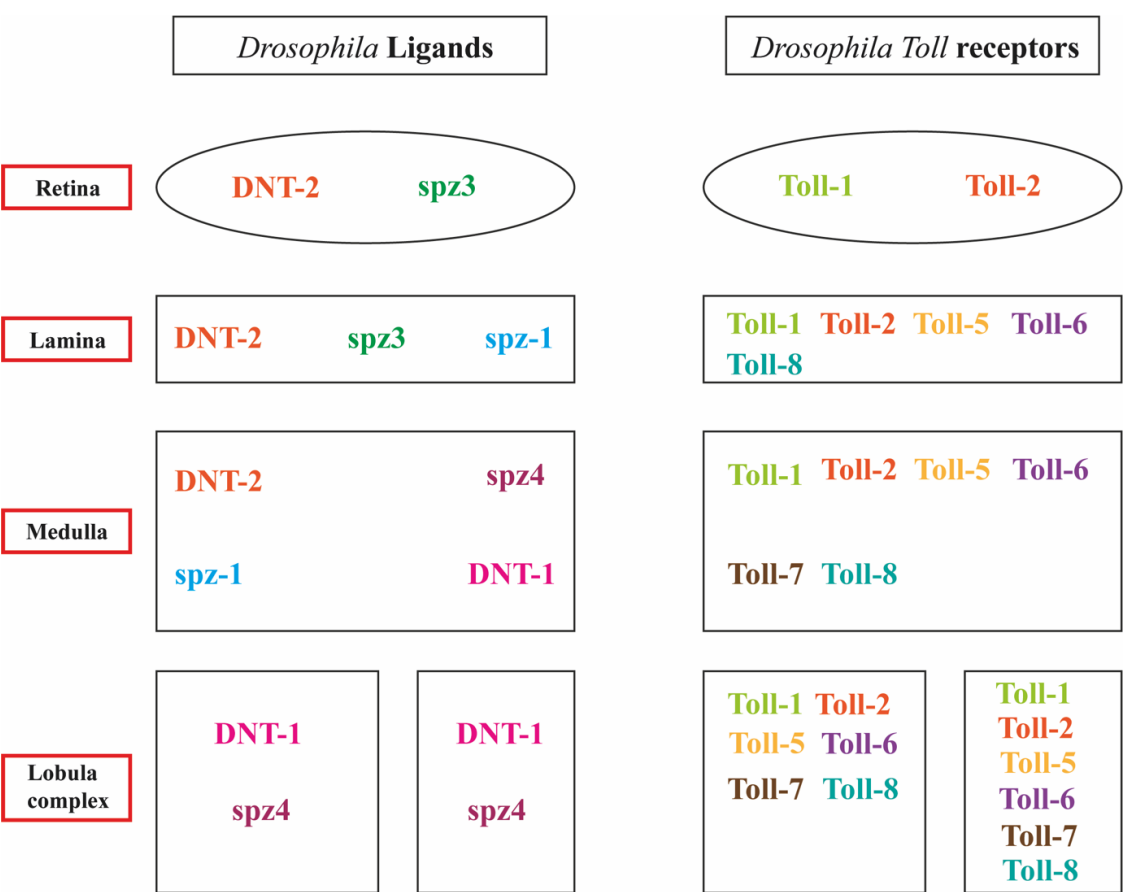 Drosophila Ligands
Drosophila Toll receptors
Retina
DNT-2 spz3
Toll-1 Toll-2
Lamina
DNT-2 spz3 spz-1
Toll-1 Toll-2 Toll-5 Toll-6
Toll-8
Medulla
DNT-2 spz4
spz-1 DNT-1
Toll-1 Toll-2 Toll-5 Toll-6
Toll-7 Toll-8
Lobula
complex
DNT-1
spz4
DNT-1
spz4
Toll-1 Toll-2
Toll-5 Toll-6
Toll-7 Toll-8
Toll-1
Toll-2
Toll-5
Toll-6
Toll-7
Toll-8